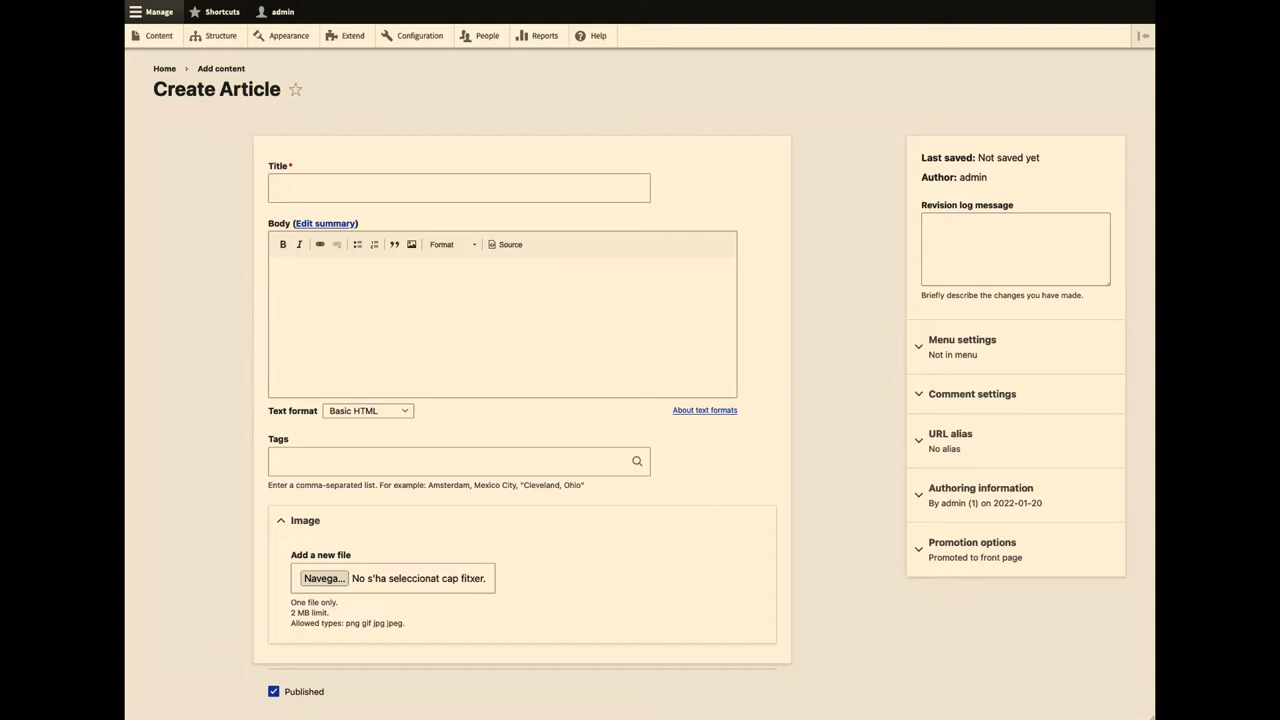 Manage Shortcuts admin
Content Structure Appearance Extend Configuration People Reports Help
Home › Add content
Create Article
Title*
Body (Edit summary)
B I Format Source
Text format Basic HTML About text formats
Tags
Enter a comma-separated list. For example: Amsterdam, Mexico City, "Cleveland, Ohio"
Image
Add a new file
Navega... No s'ha seleccionat cap fitxer.
One file only.
2 MB limit.
Allowed types: png gif jpg jpeg.
Published
Last saved: Not saved yet
Author: admin
Revision log message
Briefly describe the changes you have made.
Menu settings
Not in menu
Comment settings
URL alias
No alias
Authoring information
By admin (1) on 2022-01-20
Promotion options
Promoted to front page